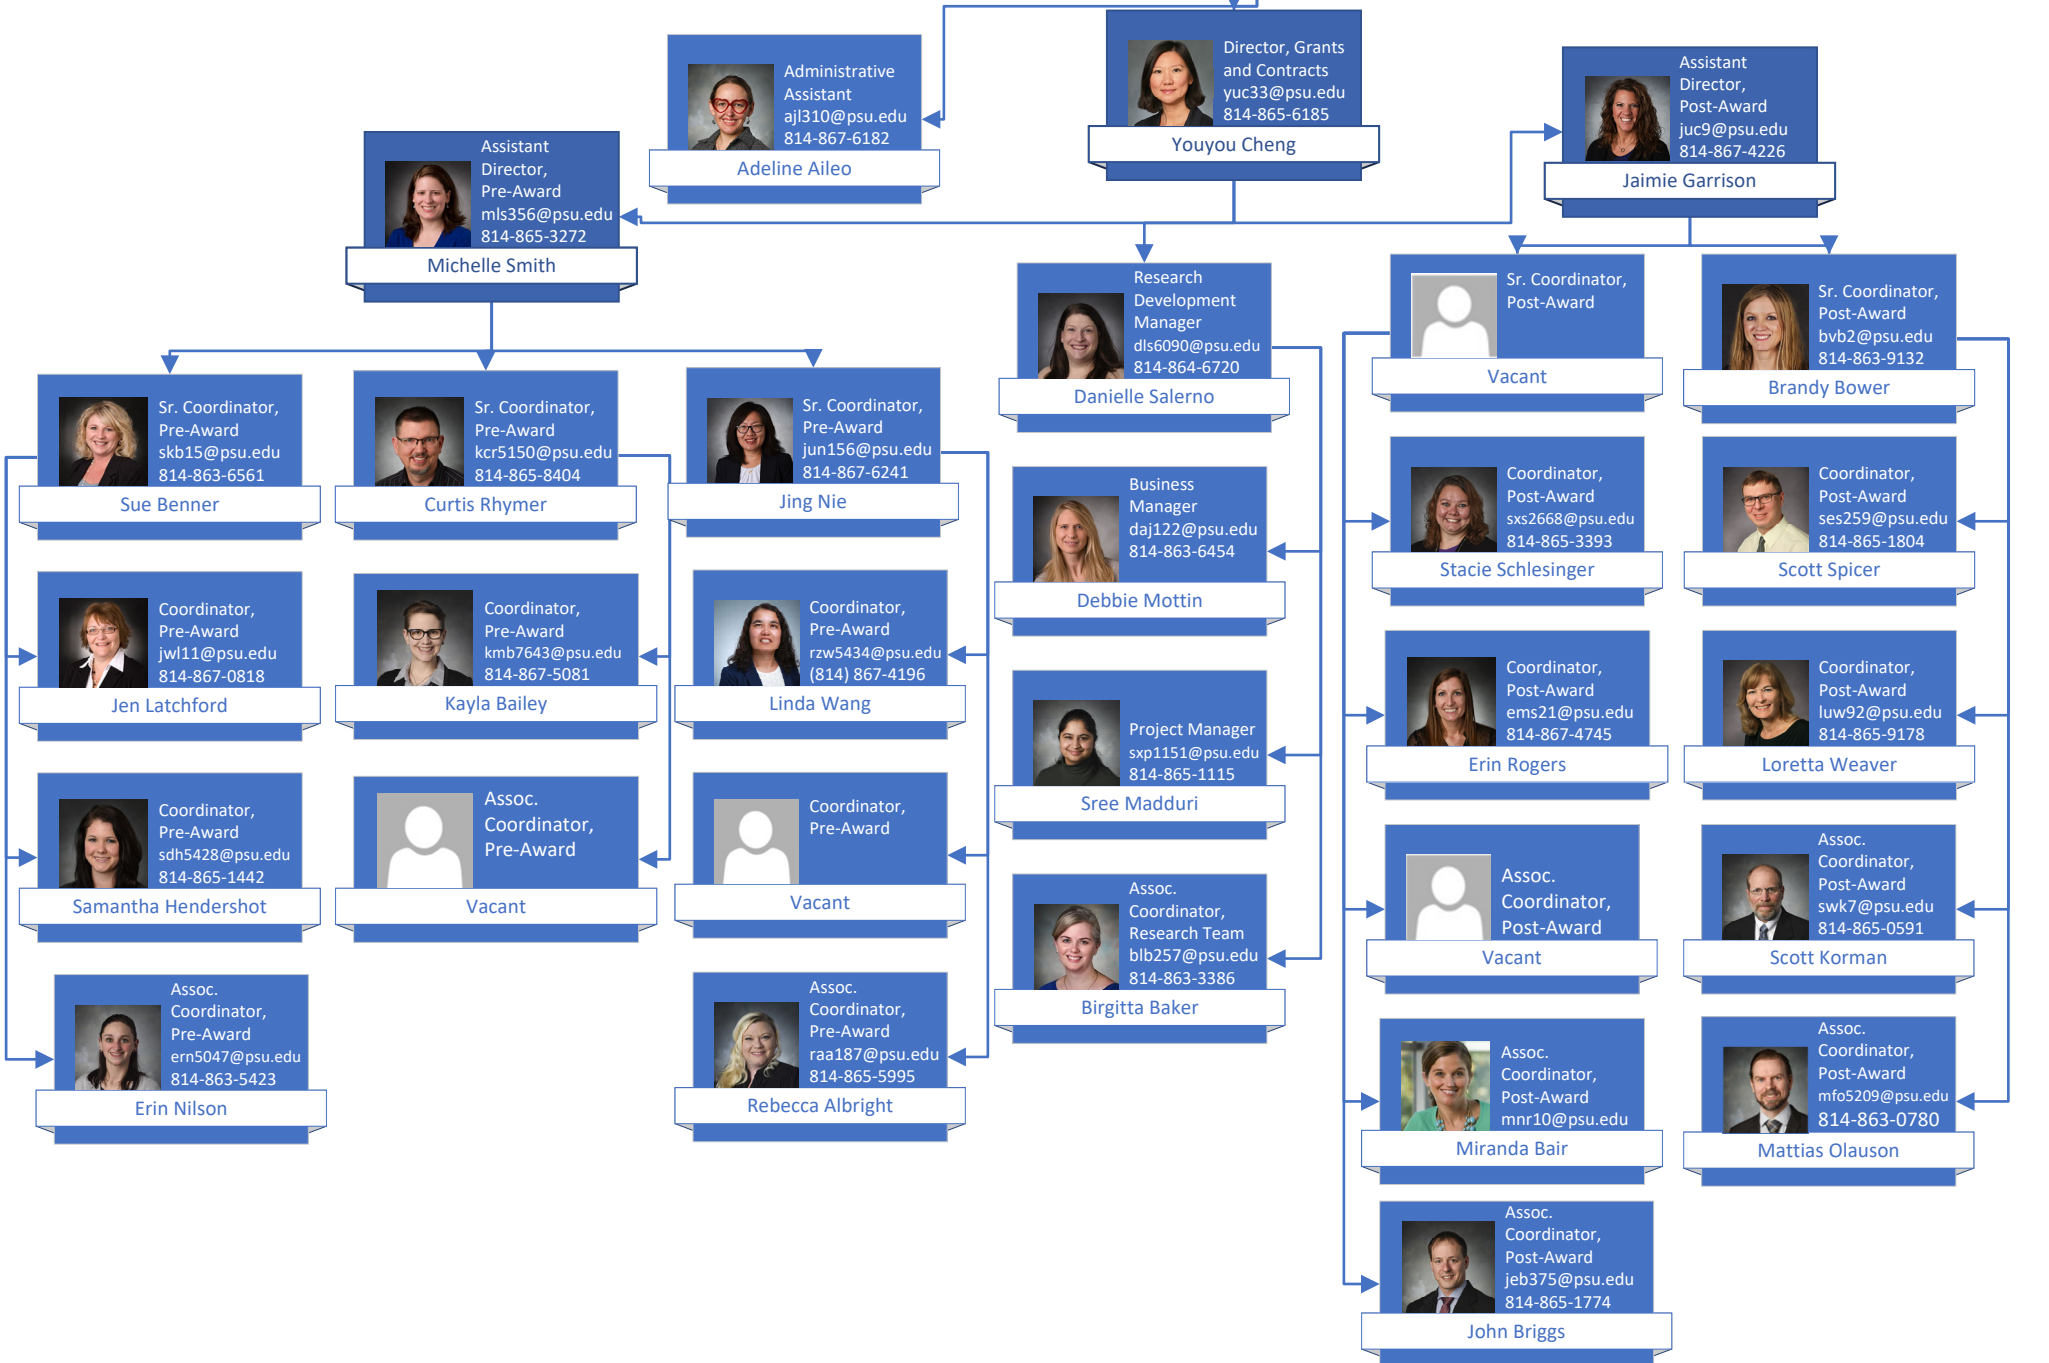 Administrative
Assistant
ajl310@psu.edu
814-867-6182
Adeline Aileo
Director, Grants
and Contracts
yuc33@psu.edu
814-865-6185
Youyou Cheng
Assistant
Director,
Post-Award
juc9@psu.edu
814-867-4226
Jaimie Garrison
Assistant
Director,
Pre-Award
mls356@psu.edu
814-865-3272
Michelle Smith
Research
Development
Manager
dls6090@psu.edu
814-864-6720
Danielle Salerno
Sr. Coordinator,
Post-Award
Vacant
Sr. Coordinator,
Post-Award
bvb2@psu.edu
814-863-9132
Brandy Bower
Sr. Coordinator,
Pre-Award
skb15@psu.edu
814-863-6561
Sue Benner
Sr. Coordinator,
Pre-Award
kcr5150@psu.edu
814-865-8404
Curtis Rhymer
Sr. Coordinator,
Pre-Award
jun156@psu.edu
814-867-6241
Jing Nie
Business
Manager
daj122@psu.edu
814-863-6454
Debbie Mottin
Coordinator,
Post-Award
sxs2668@psu.edu
814-865-3393
Stacie Schlesinger
Coordinator,
Post-Award
ses259@psu.edu
814-865-1804
Scott Spicer
Coordinator,
Pre-Award
jwl11@psu.edu
814-867-0818
Jen Latchford
Coordinator,
Pre-Award
kmb7643@psu.edu
814-867-5081
Kayla Bailey
Coordinator,
Pre-Award
rzw5434@psu.edu
(814) 867-4196
Linda Wang
Project Manager
sxp1151@psu.edu
814-865-1115
Sree Madduri
Coordinator,
Post-Award
ems21@psu.edu
814-867-4745
Erin Rogers
Coordinator,
Post-Award
luw92@psu.edu
814-865-9178
Loretta Weaver
Coordinator,
Pre-Award
sdh5428@psu.edu
814-865-1442
Samantha Hendershot
Assoc.
Coordinator,
Pre-Award
Vacant
Coordinator,
Pre-Award
Vacant
Assoc.
Coordinator,
Research Team
blb257@psu.edu
814-863-3386
Birgitta Baker
Assoc.
Coordinator,
Post-Award
Vacant
Assoc.
Coordinator,
Post-Award
swk7@psu.edu
814-865-0591
Scott Korman
Assoc.
Coordinator,
Pre-Award
ern5047@psu.edu
814-863-5423
Erin Nilson
Assoc.
Coordinator,
Pre-Award
raa187@psu.edu
814-865-5995
Rebecca Albright
Assoc.
Coordinator,
Post-Award
mnr10@psu.edu
Miranda Bair
Assoc.
Coordinator,
Post-Award
mfo5209@psu.edu
814-863-0780
Mattias Olauson
Assoc.
Coordinator,
Post-Award
jeb375@psu.edu
814-865-1774
John Briggs